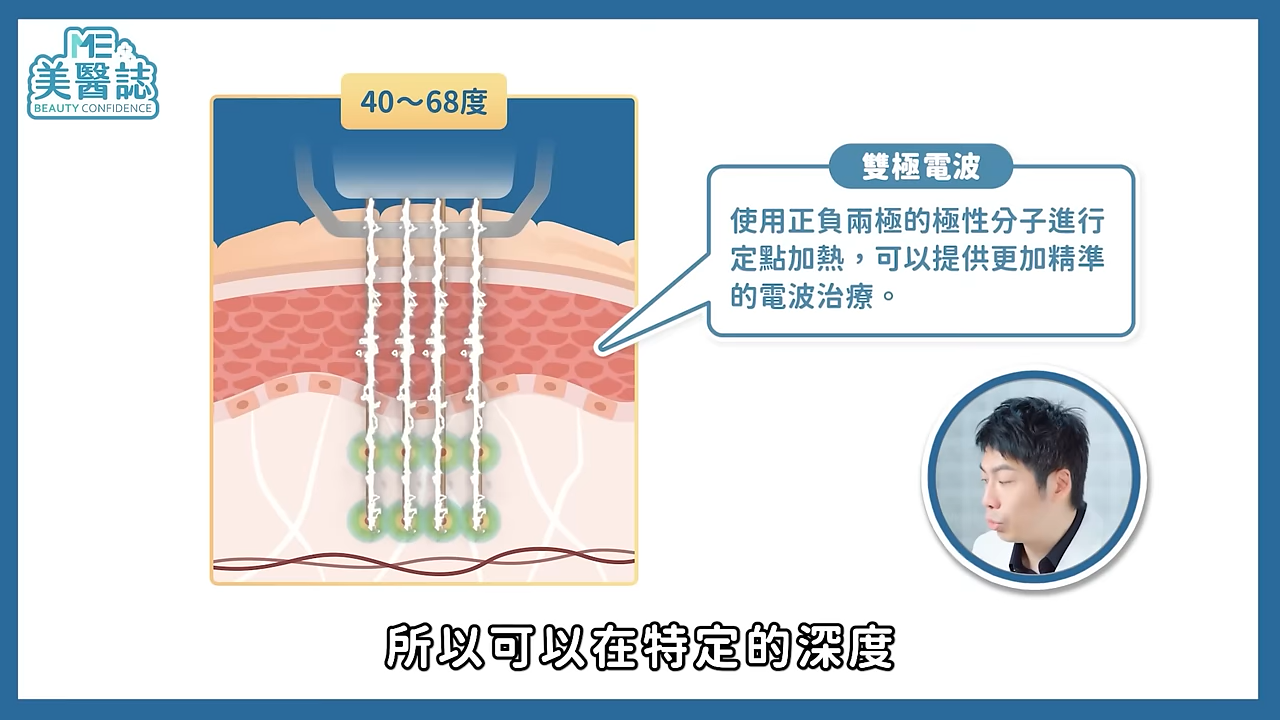 ME
美醫誌
BEAUTY CONFIDENCE
40～68度
雙極電波
使用正負兩極的極性分子進行
定點加熱，可以提供更加精準
的電波治療。
所以可以在特定的深度